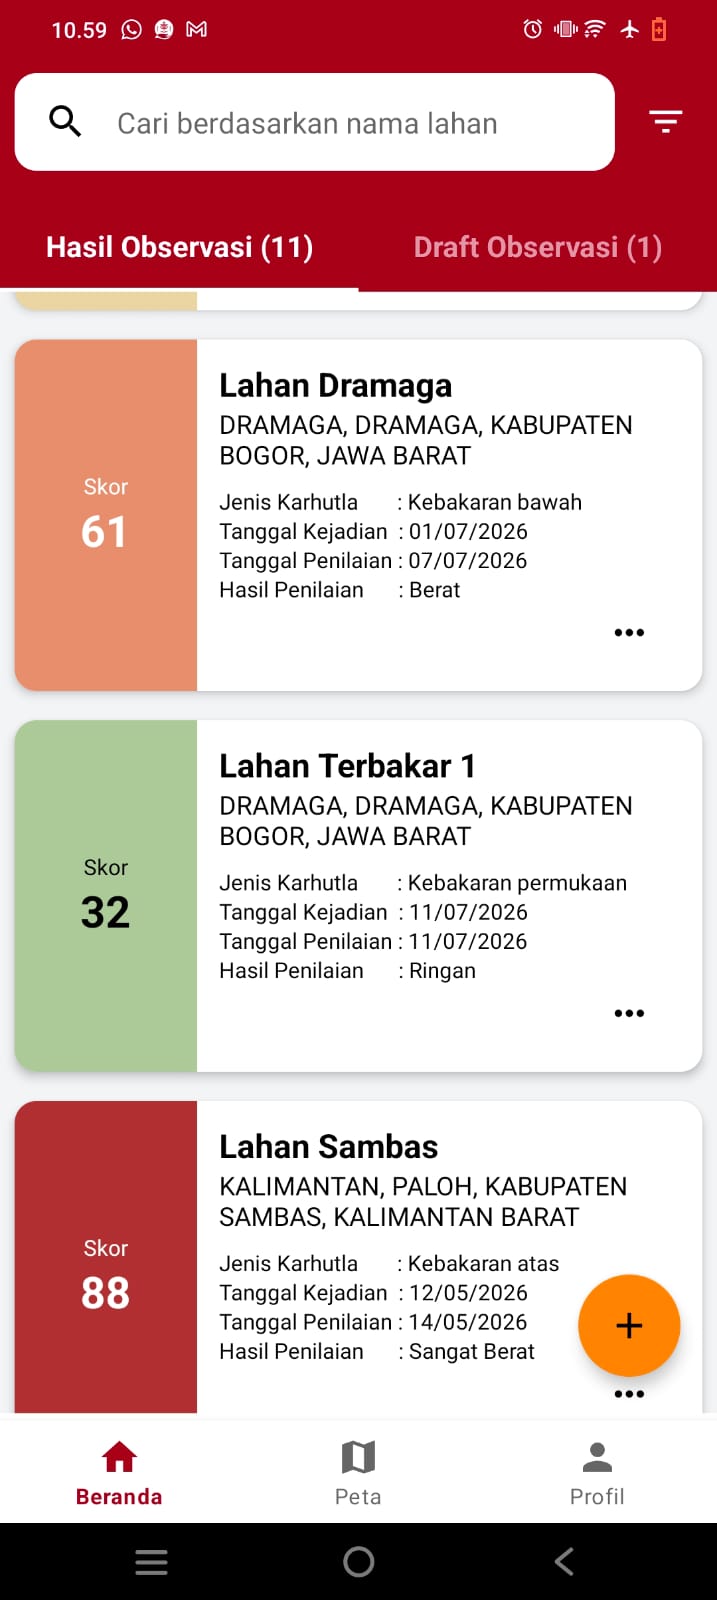 10.59
Cari berdasarkan nama lahan
Hasil Observasi (11)
Draft Observasi (1)
Skor
61
Lahan Dramaga
DRAMAGA, DRAMAGA, KABUPATEN
BOGOR, JAWA BARAT
Jenis Karhutla : Kebakaran bawah
Tanggal Kejadian : 01/07/2026
Tanggal Penilaian : 07/07/2026
Hasil Penilaian : Berat
Skor
32
Lahan Terbakar 1
DRAMAGA, DRAMAGA, KABUPATEN
BOGOR, JAWA BARAT
Jenis Karhutla : Kebakaran permukaan
Tanggal Kejadian : 11/07/2026
Tanggal Penilaian : 11/07/2026
Hasil Penilaian : Ringan
Skor
88
Lahan Sambas
KALIMANTAN, PALOH, KABUPATEN
SAMBAS, KALIMANTAN BARAT
Jenis Karhutla : Kebakaran atas
Tanggal Kejadian : 12/05/2026
Tanggal Penilaian : 14/05/2026
Hasil Penilaian : Sangat Berat
Beranda
Peta
Profil